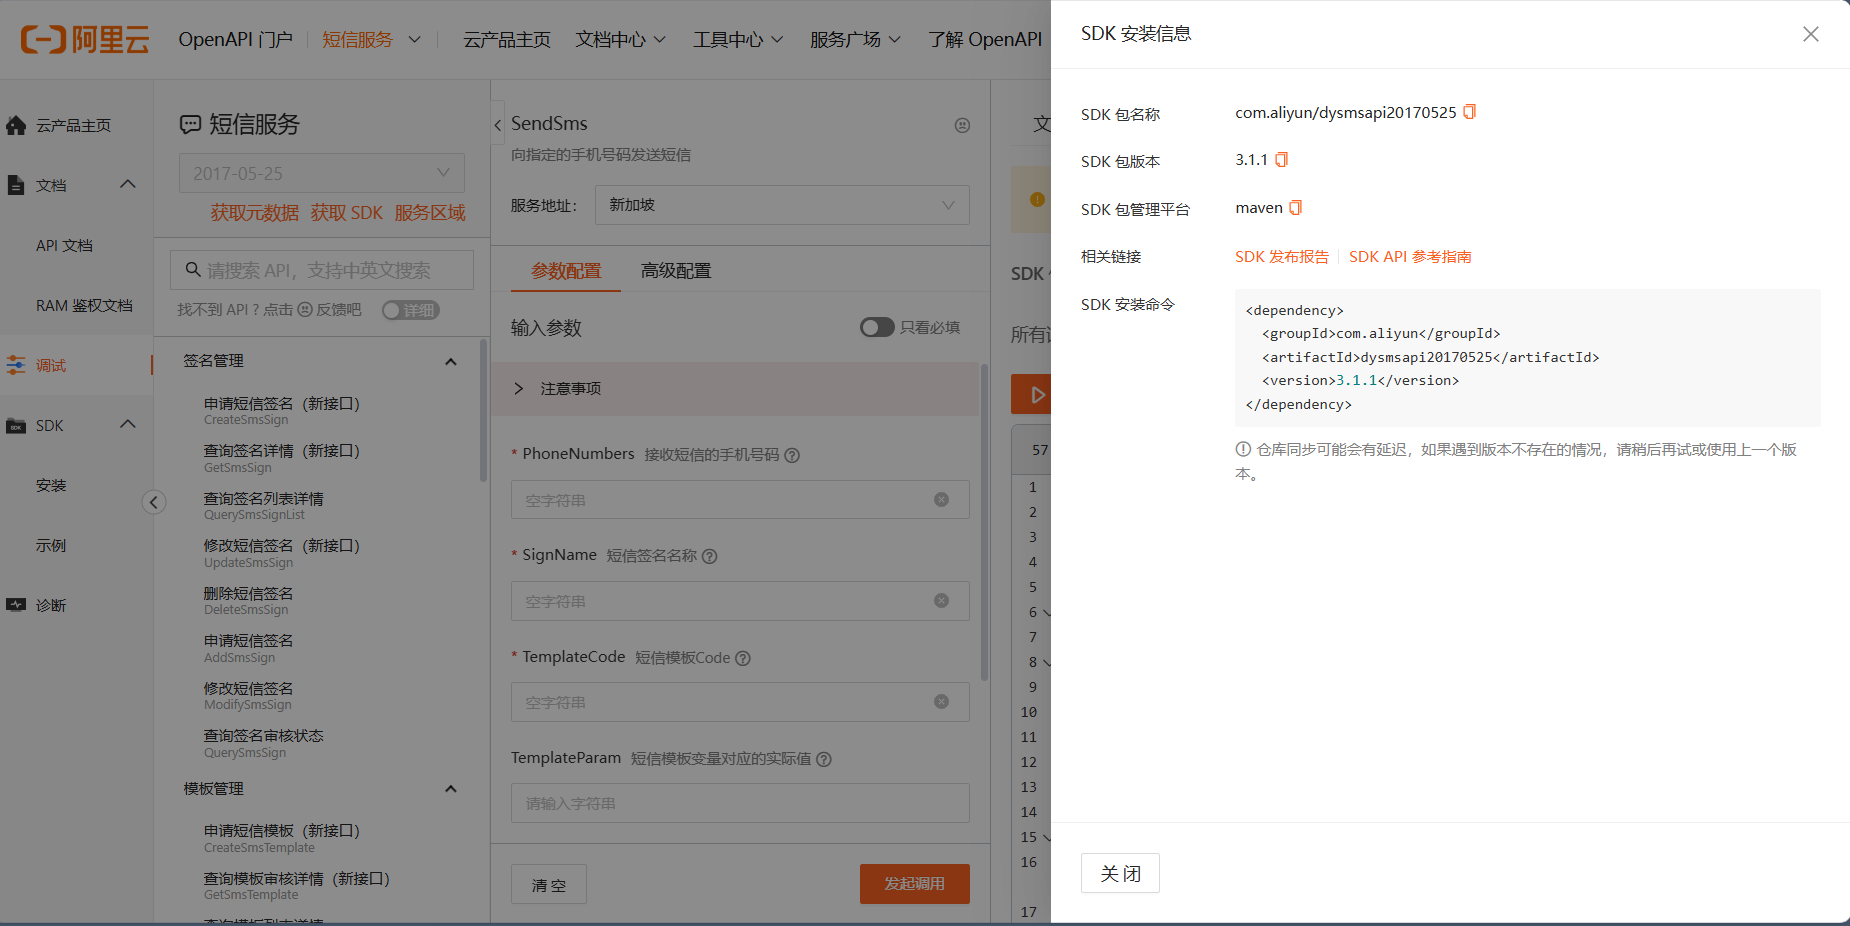 阿里云
OpenAPI 门户
短信服务
云产品主页
文档中心
工具中心
服务广场
了解 OpenAPI
云产品主页
文档
API 文档
RAM 鉴权文档
调试
SDK
安装
示例
诊断
短信服务
2017-05-25
获取元数据 获取 SDK 服务区域
请搜索 API，支持中英文搜索
找不到 API ? 点击 反馈吧
详细
签名管理
申请短信签名（新接口）
CreateSmsSign
查询签名详情（新接口）
GetSmsSign
查询签名列表详情
QuerySmsSignList
修改短信签名（新接口）
UpdateSmsSign
删除短信签名
DeleteSmsSign
申请短信签名
AddSmsSign
修改短信签名
ModifySmsSign
查询签名审核状态
QuerySmsSign
模板管理
申请短信模板（新接口）
CreateSmsTemplate
查询模板审核详情（新接口）
GetSmsTemplate
SendSms
向指定的手机号码发送短信
服务地址：
新加坡
参数配置
高级配置
输入参数
只看必填
注意事项
* PhoneNumbers 接收短信的手机号码
空字符串
* SignName 短信签名名称
空字符串
* TemplateCode 短信模板Code
空字符串
TemplateParam 短信模板变量对应的实际值
请输入字符串
清 空
发起调用
文
SDK
所有
57
1
2
3
4
5
6
7
8
9
10
11
12
13
14
15
16
17
SDK 安装信息
SDK 包名称
com.aliyun/dysmsapi20170525
SDK 包版本
3.1.1
SDK 包管理平台
maven
相关链接
SDK 发布报告
SDK API 参考指南
SDK 安装命令
<dependency>
<groupId>com.aliyun</groupId>
<artifactId>dysmsapi20170525</artifactId>
<version>3.1.1</version>
</dependency>
仓库同步可能会有延迟，如果遇到版本不存在的情况，请稍后再试或使用上一个版
本。
关 闭